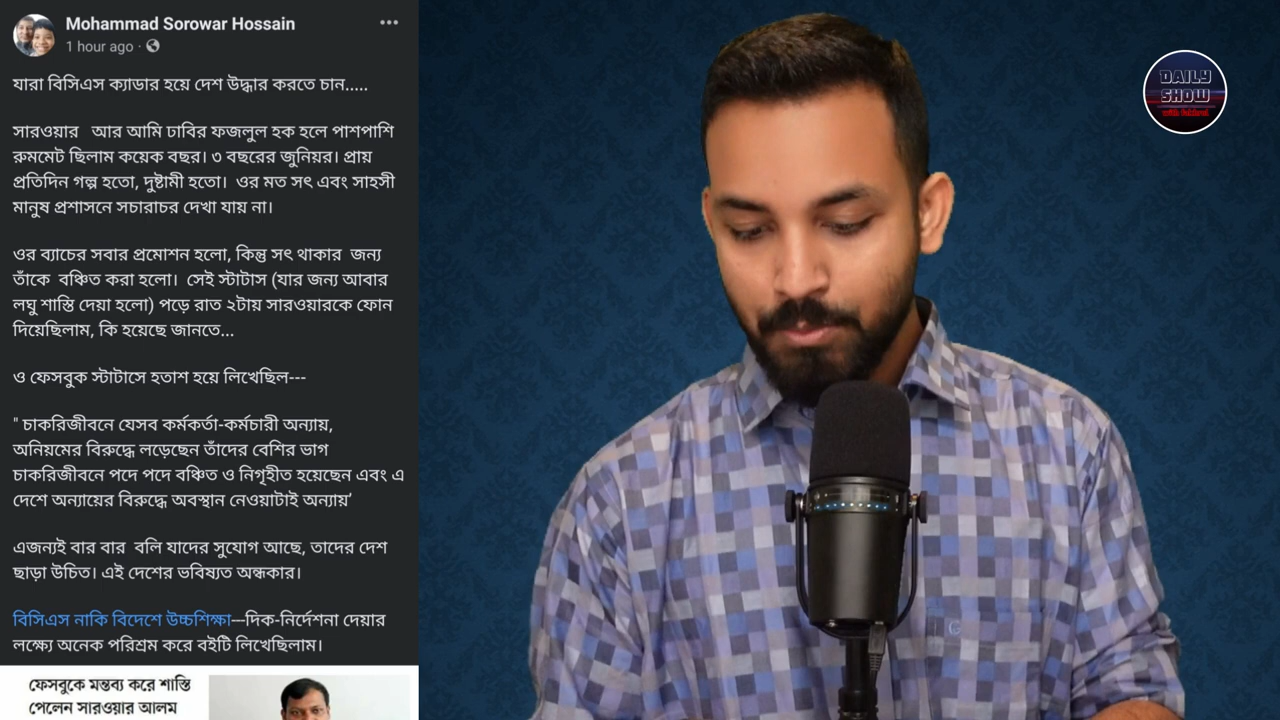 Mohammad Sorowar Hossain
1 hour ago ·
যারা বিসিএস ক্যাডার হয়ে দেশ উদ্ধার করতে চান.....
সারওয়ার আর আমি ঢাবির ফজলুল হক হলে পাশপাশি
রুমমেট ছিলাম কয়েক বছর। ৩ বছরের জুনিয়র। প্রায়
প্রতিদিন গল্প হতো, দুষ্টামী হতো। ওর মত সৎ এবং সাহসী
মানুষ প্রশাসনে সচারাচর দেখা যায় না।
ওর ব্যাচের সবার প্রমোশন হলো, কিন্তু সৎ থাকার জন্য
তাঁকে বঞ্চিত করা হলো। সেই স্টাটাস (যার জন্য আবার
লঘু শাস্তি দেয়া হলো) পড়ে রাত ২টায় সারওয়ারকে ফোন
দিয়েছিলাম, কি হয়েছে জানতে...
ও ফেসবুক স্টাটাসে হতাশ হয়ে লিখেছিল---
" চাকরিজীবনে যেসব কর্মকর্তা-কর্মচারী অন্যায়,
অনিয়মের বিরুদ্ধে লড়েছেন তাঁদের বেশির ভাগ
চাকরিজীবনে পদে পদে বঞ্চিত ও নিগৃহীত হয়েছেন এবং এ
দেশে অন্যায়ের বিরুদ্ধে অবস্থান নেওয়াটাই অন্যায়’
এজন্যই বার বার বলি যাদের সুযোগ আছে, তাদের দেশ
ছাড়া উচিত। এই দেশের ভবিষ্যত অন্ধকার।
বিসিএস নাকি বিদেশে উচ্চশিক্ষা—দিক-নির্দেশনা দেয়ার
লক্ষ্যে অনেক পরিশ্রম করে বইটি লিখেছিলাম।
ফেসবুকে মন্তব্য করে শাস্তি
পেলেন সারওয়ার আলম
DAILY
SHOW